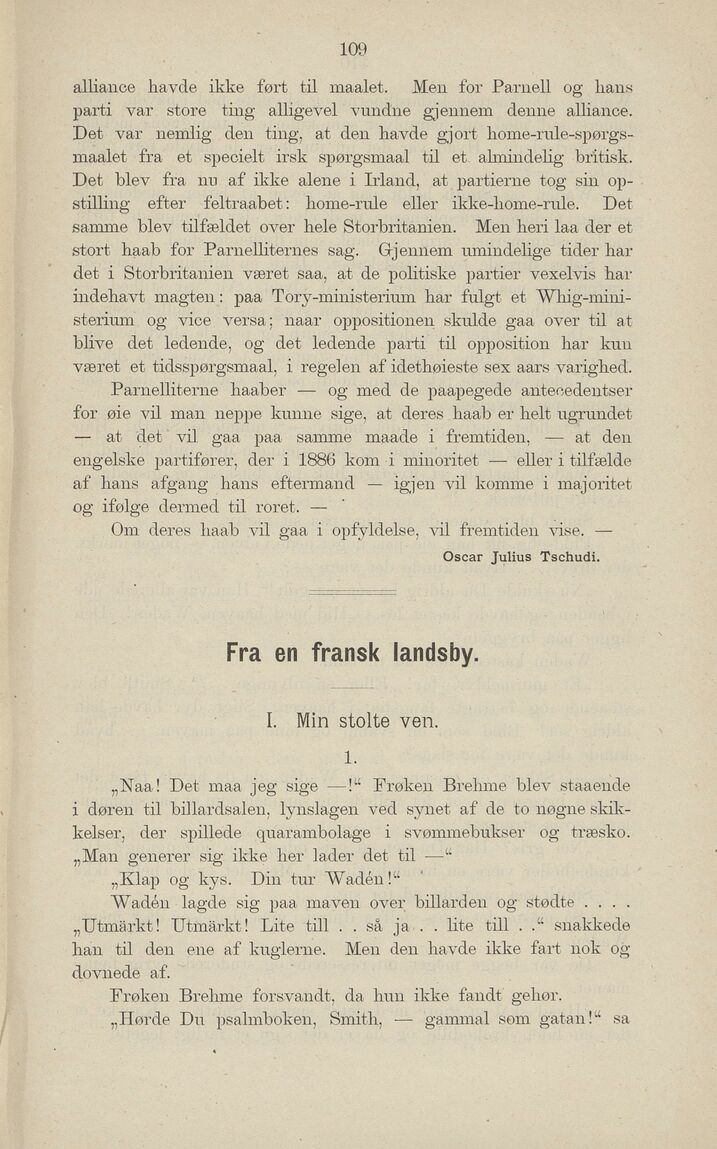 109
alliance havde ikke ført til maalet. Men for Parnell og hans
parti var store ting alligevel vundne gjennem denne alliance.
Det var nemlig den ting, at den havde gjort home-rule-spørgs-
maalet fra et specielt irsk spørgsmaal til et almindelig britisk.
Det blev fra nu af ikke alene i Irland, at partierne tog sin op-
stilling efter feltraabet: home-rule eller ikke-home-rule. Det
samme blev tilfældet over hele Storbritanien. Men heri laa der et
stort haab for Parnelliternes sag. Gjennem umindelige tider har
det i Storbritanien været saa, at de politiske partier vexelvis har
indehavt magten: paa Tory-ministerium har fulgt et Whig-mini-
sterium og vice versa; naar oppositionen skulde gaa over til at
blive det ledende, og det ledende parti til opposition har kun
været et tidsspørgsmaal, i regelen af idethøieste sex aars varighed.
Parnelliterne haaber — og med de paapegede antecedentser
for øie vil man neppe kunne sige, at deres haab er helt ugrundet
— at det vil gaa paa samme maade i fremtiden, — at den
engelske partifører, der i 1886 kom i minoritet — eller i tilfælde
af hans afgang hans eftermand — igjen vil komme i majoritet
og ifølge dermed til roret. —
Om deres haab vil gaa i opfyldelse, vil fremtiden vise. —
Oscar Julius Tschudi.
Fra en fransk landsby.
I. Min stolte ven.
1.
„Naa! Det maa jeg sige —!“ Frøken Brehme blev staaende
i døren til billardsalen, lynslagen ved synet af de to nøgne skik-
kelser, der spillede quarambolage i svømmebukser og træsko.
„Man generer sig ikke her lader det til —“
„Klap og kys. Din tur Wadén!“
Wadén lagde sig paa maven over billarden og stødte . . . .
„Utmärkt! Utmärkt! Lite till . . så ja . . lite till . .“ snakkede
han til den ene af kuglerne. Men den havde ikke fart nok og
dovnede af.
Frøken Brehme forsvandt, da hun ikke fandt gehør.
„Hørde Du psalmboken, Smith, — gammal som gatan!“ sa